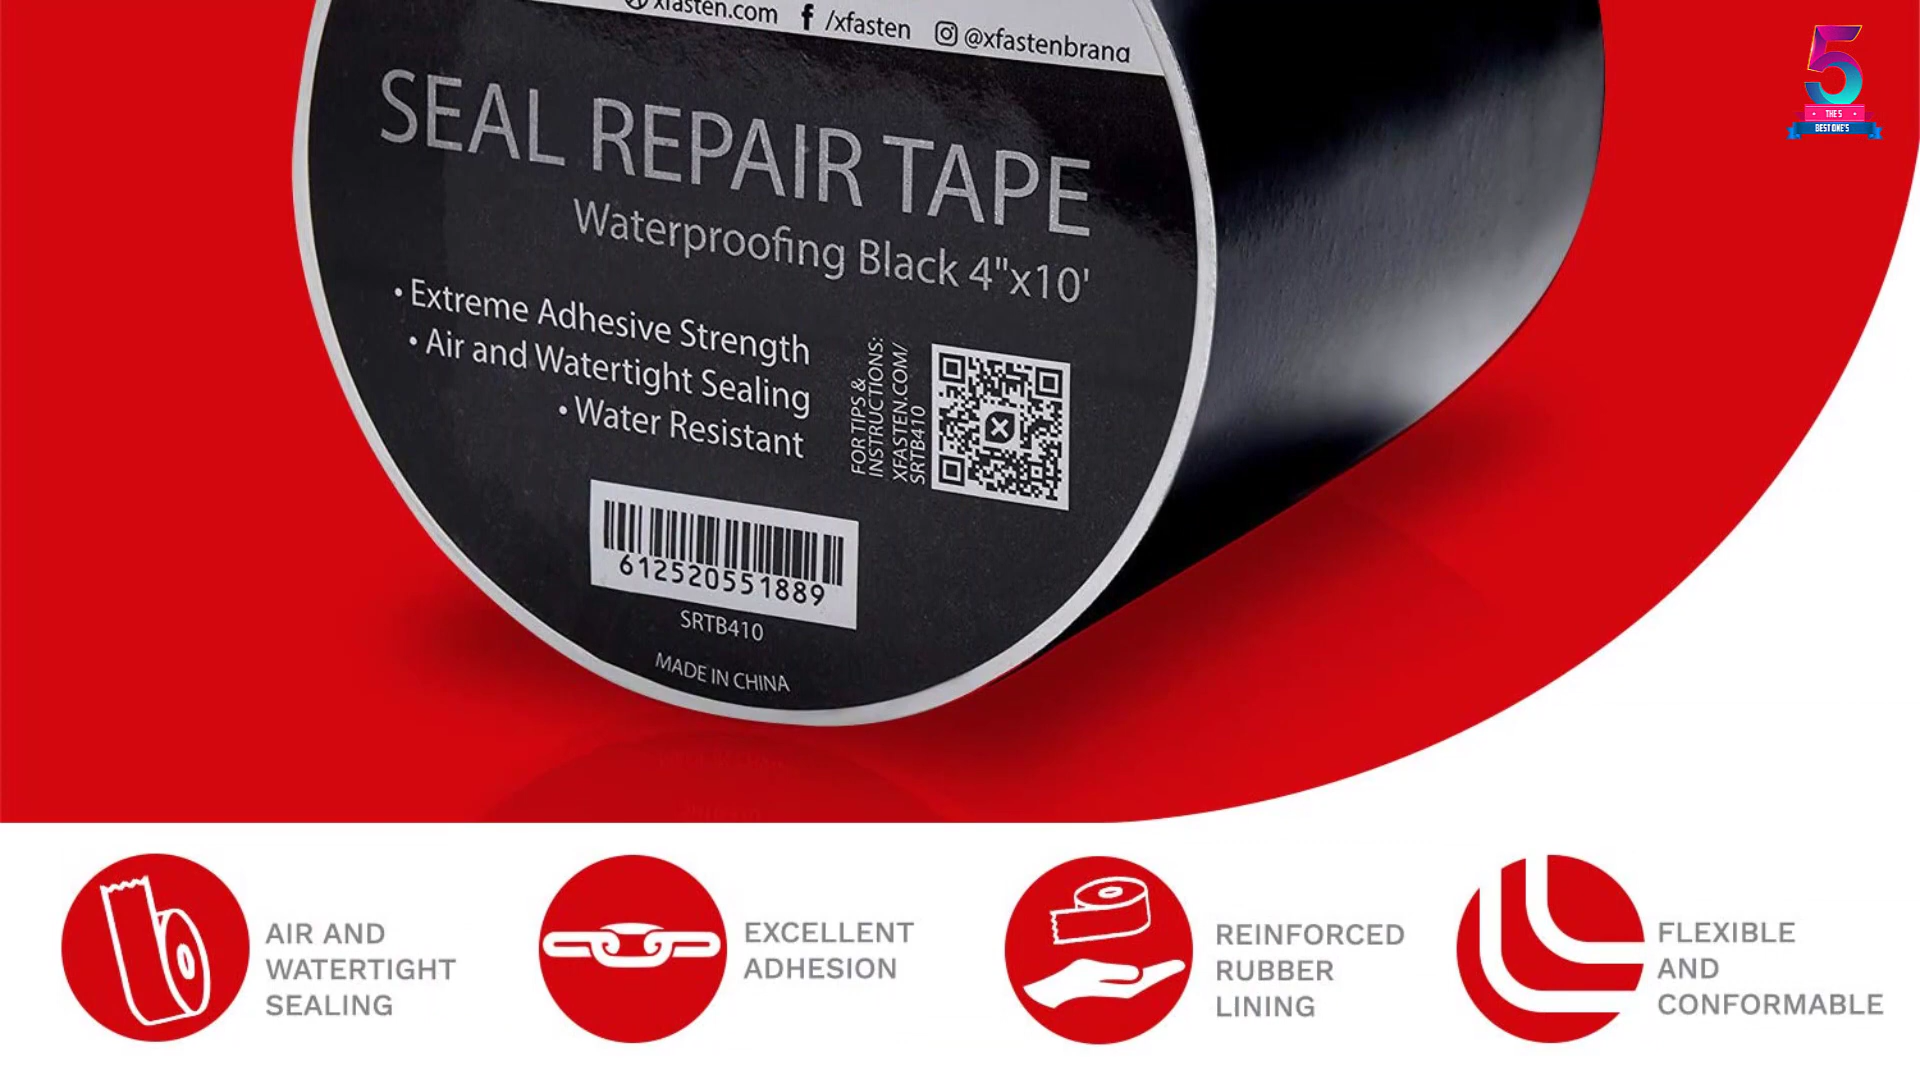 xfasten.com /xfasten @xfastenbrand
THE 5
BEST ONE'S
SEAL REPAIR TAPE
Waterproofing Black 4"x10'
• Extreme Adhesive Strength
• Air and Watertight Sealing
• Water Resistant
FOR TIPS &
INSTRUCTIONS:
XFASTEN.COM/
SRTB410
612520551889
SRTB410
MADE IN CHINA
AIR AND
WATERTIGHT
SEALING
EXCELLENT
ADHESION
REINFORCED
RUBBER
LINING
FLEXIBLE
AND
CONFORMABLE